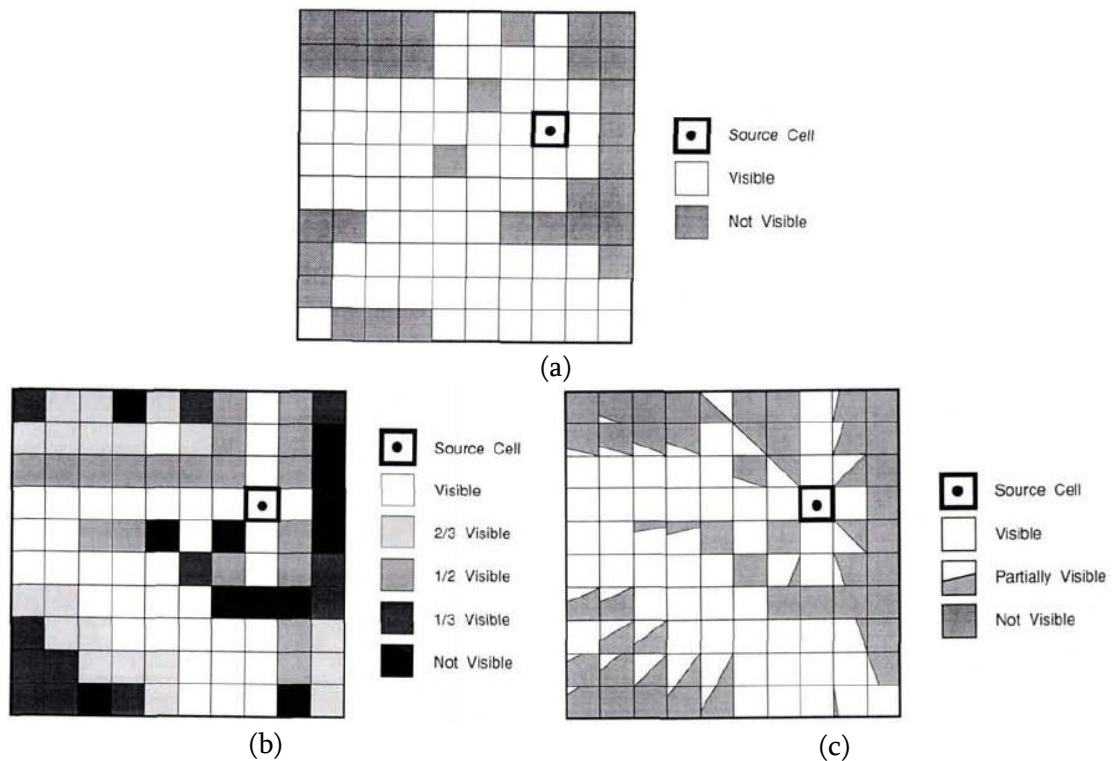 Source Cell
Visible
Not Visible
(a)
Source Cell
Visible
2/3 Visible
1/2 Visible
1/3 Visible
Not Visible
(b)
Source Cell
Visible
Partially Visible
Not Visible
(c)